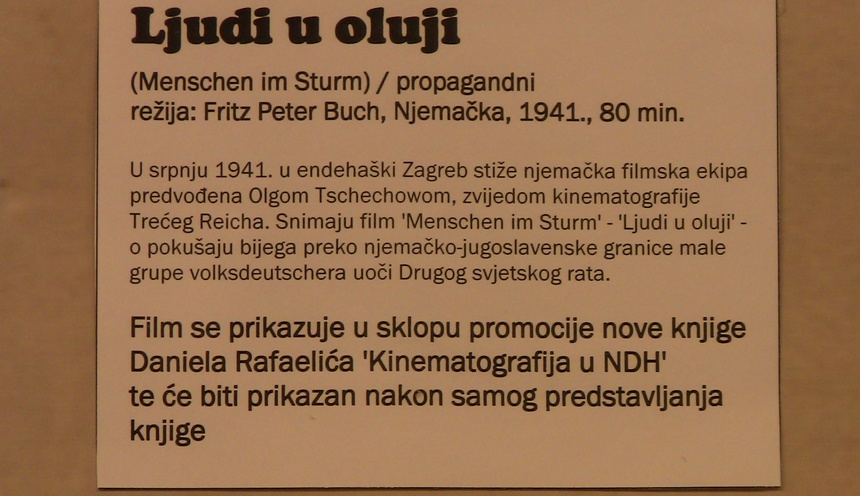 Ljudi u oluji
(Menschen im Sturm) / propagandni
režija: Fritz Peter Buch, Njemačka, 1941., 80 min.
U srpnju 1941. u endehaški Zagreb stiže njemačka filmska ekipa
predvođena Olgom Tschechowom, zvijedom kinematografije
Trećeg Reicha. Snimaju film 'Menschen im Sturm' - 'Ljudi u oluji' -
o pokušaju bijega preko njemačko-jugoslavenske granice male
grupe volksdeutschera uoči Drugog svjetskog rata.
Film se prikazuje u sklopu promocije nove knjige
Daniela Rafaelića 'Kinematografija u NDH'
te će biti prikazan nakon samog predstavljanja
knjige